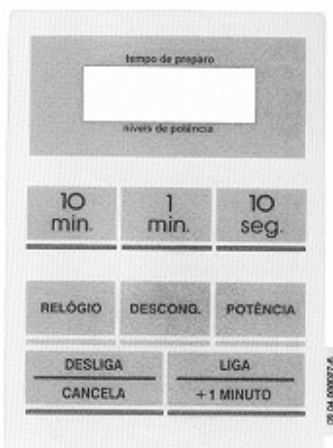 tempo de preparo
níveis de potência
10 min.
1 min.
10 seg.
RELÓGIO
DESCONG.
POTÊNCIA
DESLIGA
CANCELA
LIGA
+1 MINUTO